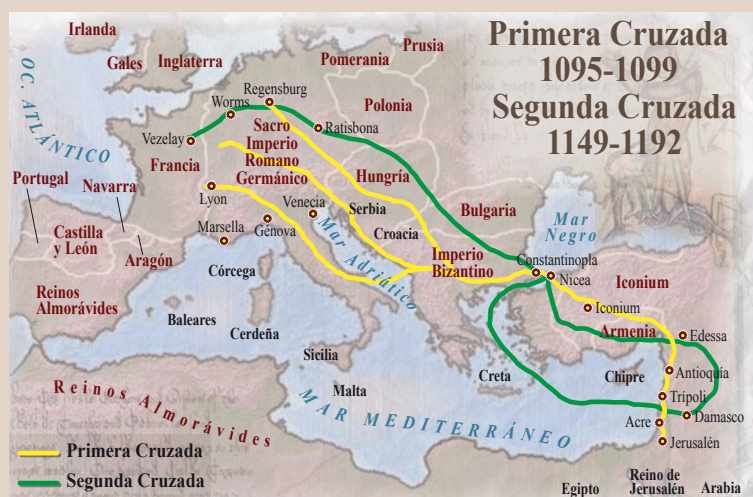 Primera Cruzada
1095-1099
Segunda Cruzada
1149-1192
Irlanda
Gales
Inglaterra
Pomerania
Prusia
OC. ATLÁNTICO
Regensburg
Worms
Polonia
Vezelay
Sacro
Imperio
Romano
Germánico
Ratisbona
Francia
Hungría
Portugal
Navarra
Lyon
Venecia
Serbia
Bulgaria
Mar
Negro
Castilla
y León
Aragón
Marsella
Génova
Mar Adriático
Croacia
Imperio
Bizantino
Constantinopla
Nicea
Iconium
Reinos
Almorávides
Córcega
Iconium
Baleares
Cerdeña
Armenia
Edessa
Sicilia
Creta
Chipre
Antioquía
Malta
Trípoli
Reinos Almorávides
MAR MEDITERRÁNEO
Acre
Damasco
Jerusalén
Primera Cruzada
Segunda Cruzada
Egipto
Reino de
Jerusalén
Arabia